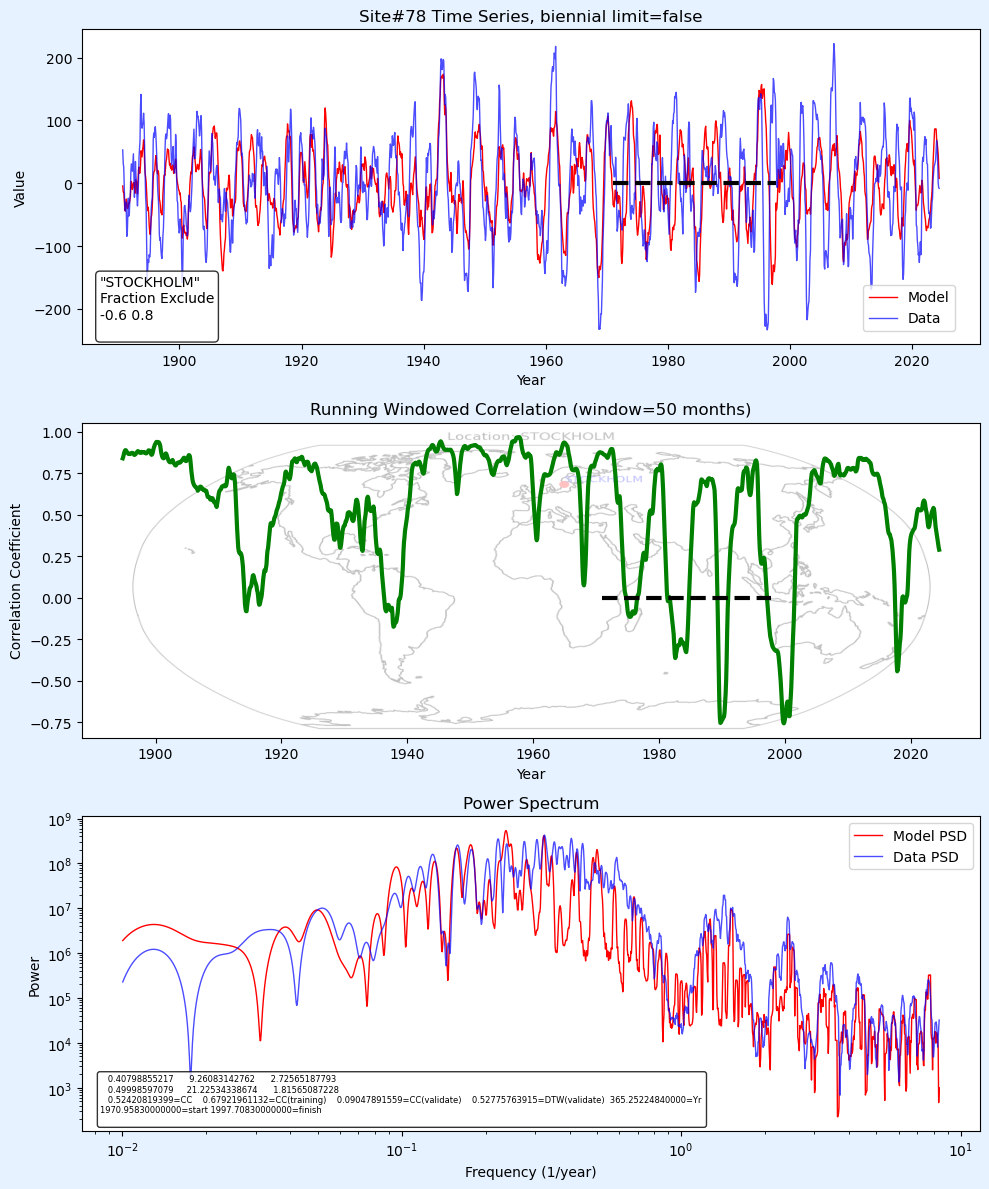 Site#78 Time Series, biennial limit=false
Value
200
100
0
−100
−200
"STOCKHOLM"
Fraction Exclude
-0.6 0.8
Model
Data
1900 1920 1940 1960 1980 2000 2020
Year
Running Windowed Correlation (window=50 months)
Correlation Coefficient
1.00
0.75
0.50
0.25
0.00
−0.25
−0.50
−0.75
Location: STOCKHOLM
STOCKHOLM
1900 1920 1940 1960 1980 2000 2020
Year
Power Spectrum
Power
10^9
10^8
10^7
10^6
10^5
10^4
10^3
Model PSD
Data PSD
0.40798855217 9.26083142762 2.72565187793
0.49998597079 21.22534338674 1.81565087228
0.52420819399=CC 0.67921961132=CC(training) 0.09047891559=CC(validate) 0.52775763915=DTW(validate) 365.25224840000=Yr
1970.95830000000=start 1997.70830000000=finish
10^−2 10^−1 10^0 10^1
Frequency (1/year)